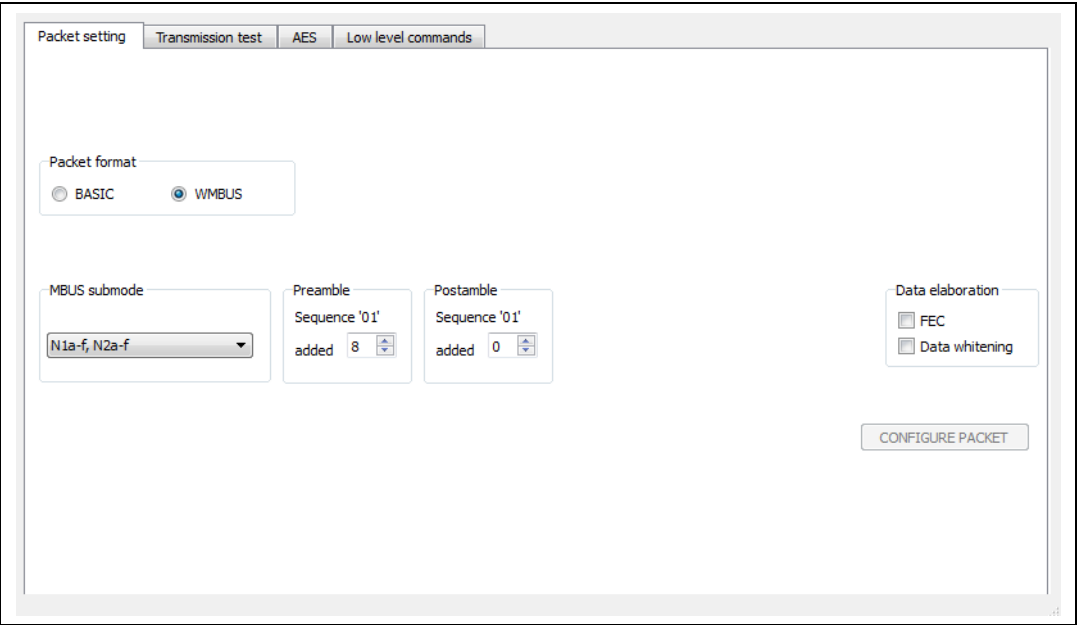 Packet setting Transmission test AES Low level commands
Packet format
BASIC WMBUS
MBUS submode Preamble Postamble Data elaboration
Sequence '01' Sequence '01' FEC
N1a-f, N2a-f added 8 added 0 Data whitening
CONFIGURE PACKET